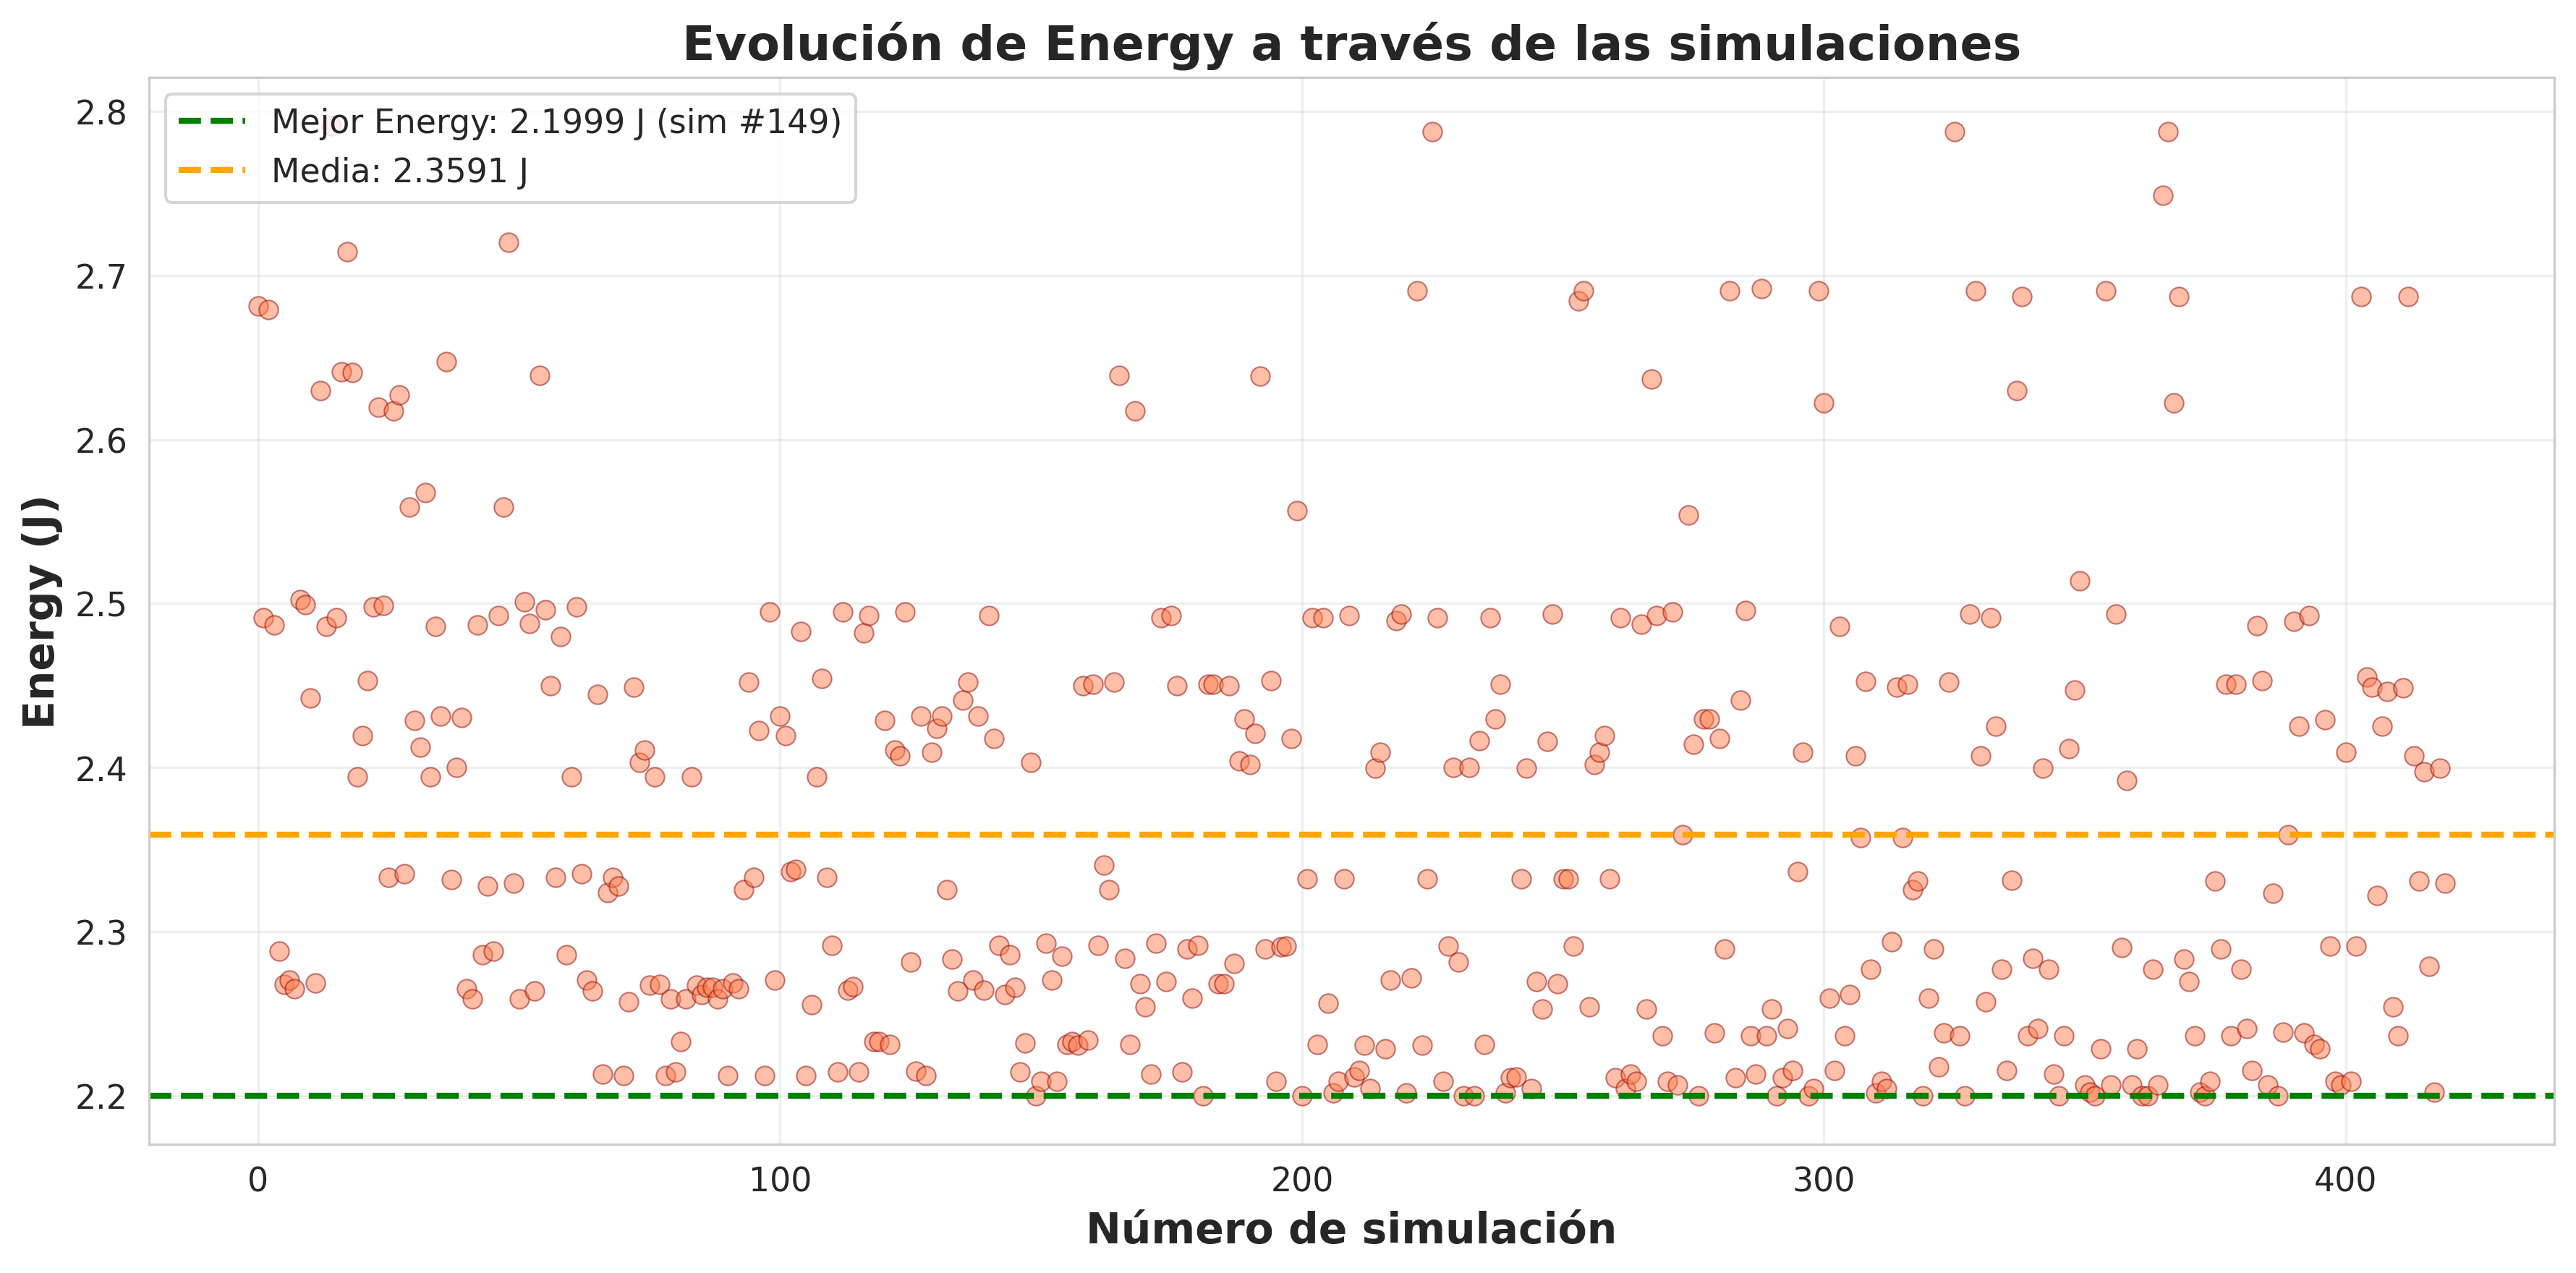 Evolución de Energy a través de las simulaciones
Mejor Energy: 2.1999 J (sim #149)
Media: 2.3591 J
Energy (J)
2.8
2.7
2.6
2.5
2.4
2.3
2.2
0 100 200 300 400
Número de simulación